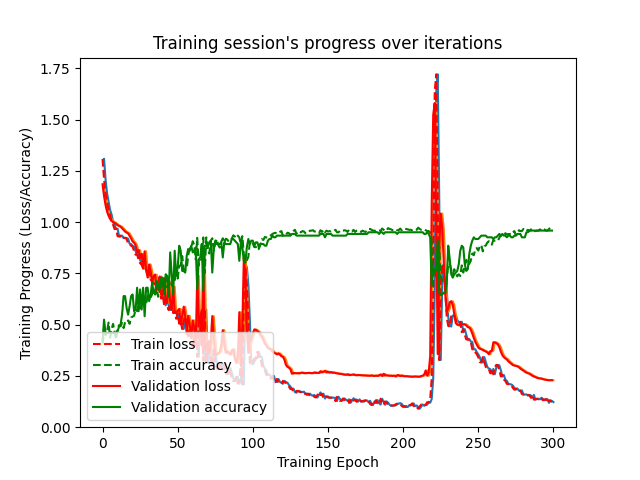 Training session's progress over iterations
Training Progress (Loss/Accuracy)
1.75
1.50
1.25
1.00
0.75
0.50
0.25
0.00
Train loss
Train accuracy
Validation loss
Validation accuracy
0 50 100 150 200 250 300
Training Epoch